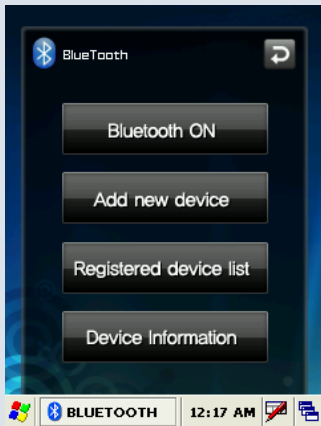 BlueTooth
Bluetooth ON
Add new device
Registered device list
Device Information
BLUETOOTH 12:17 AM